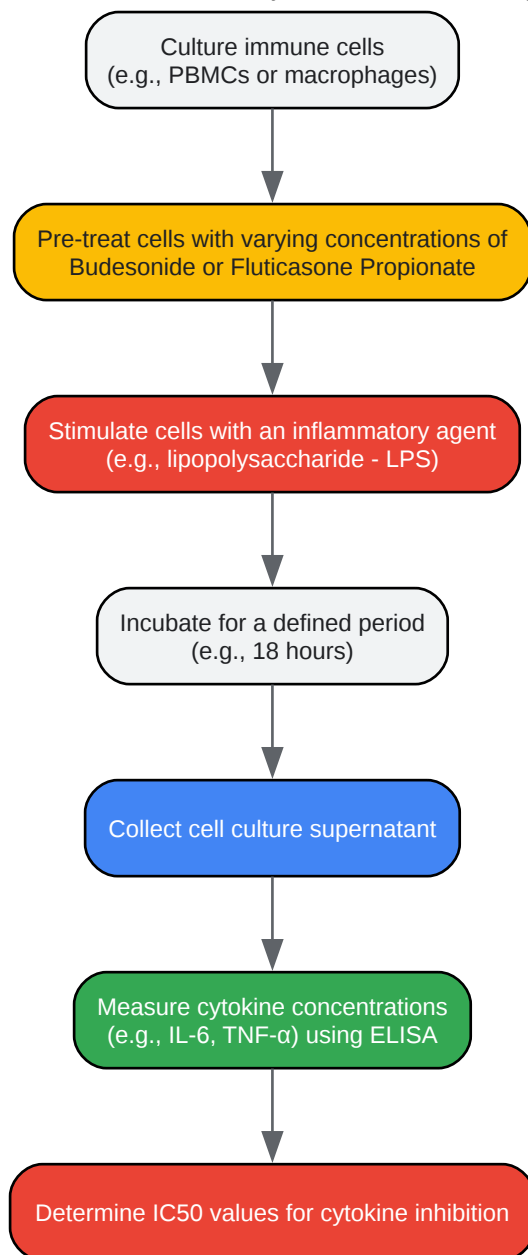 Culture immune cells
(e.g., PBMCs or macrophages)
Pre-treat cells with varying concentrations of
Budesonide or Fluticasone Propionate
Stimulate cells with an inflammatory agent
(e.g., lipopolysaccharide - LPS)
Incubate for a defined period
(e.g., 18 hours)
Collect cell culture supernatant
Measure cytokine concentrations
(e.g., IL-6, TNF-α) using ELISA
Determine IC50 values for cytokine inhibition